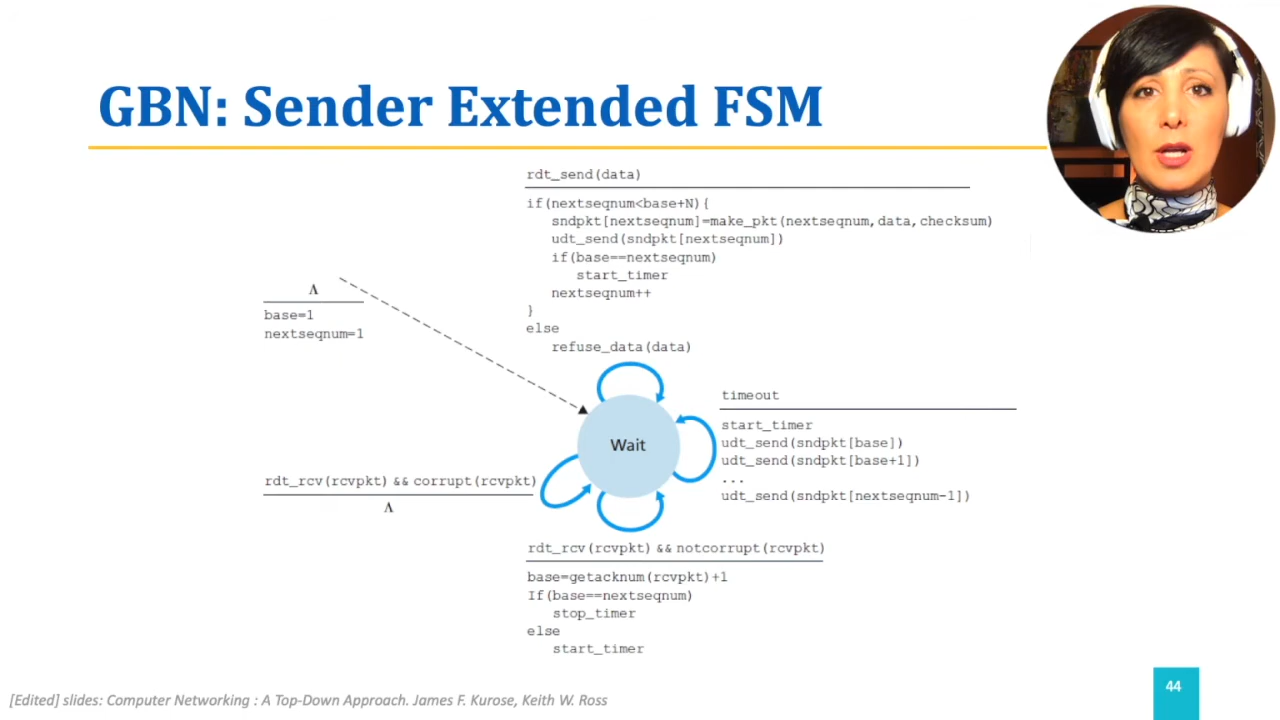 GBN: Sender Extended FSM
rdt_send(data)
if(nextseqnum<base+N){
sndpkt[nextseqnum]=make_pkt(nextseqnum,data,checksum)
udt_send(sndpkt[nextseqnum])
if(base==nextseqnum)
start_timer
nextseqnum++
}
else
refuse_data(data)
Λ
base=1
nextseqnum=1
timeout
start_timer
udt_send(sndpkt[base])
udt_send(sndpkt[base+1])
...
udt_send(sndpkt[nextseqnum-1])
Wait
rdt_rcv(rcvpkt) && corrupt(rcvpkt)
Λ
rdt_rcv(rcvpkt) && notcorrupt(rcvpkt)
base=getacknum(rcvpkt)+1
If(base==nextseqnum)
stop_timer
else
start_timer
[Edited] slides: Computer Networking : A Top-Down Approach. James F. Kurose, Keith W. Ross
44